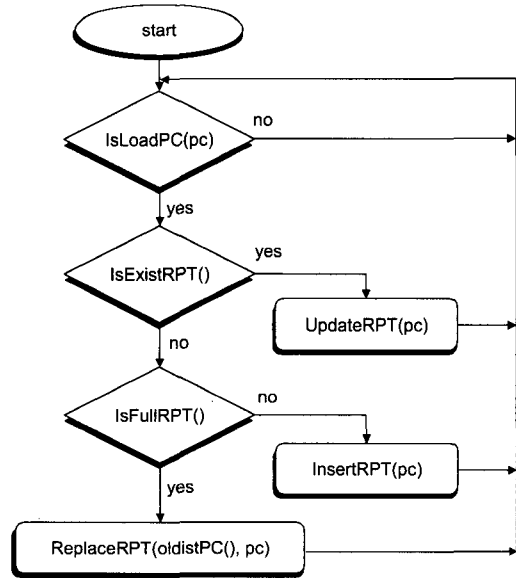 start
IsLoadPC(pc)
no
yes
IsExistRPT()
yes
UpdateRPT(pc)
no
IsFullRPT()
no
InsertRPT(pc)
yes
ReplaceRPT(oldistPC(), pc)